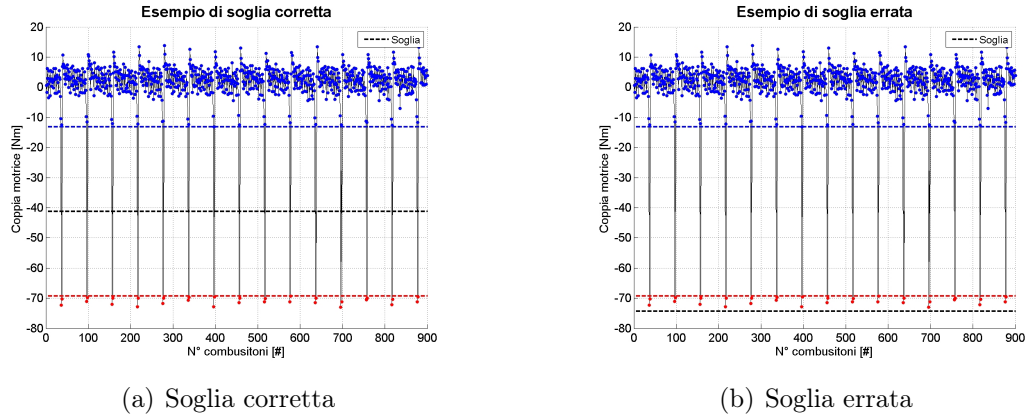 Esempio di soglia corretta
Soglia
Coppia motrice [Nm]
20
10
0
-10
-20
-30
-40
-50
-60
-70
-80
0 100 200 300 400 500 600 700 800 900
N° combusitoni [#]
(a) Soglia corretta
Esempio di soglia errata
Soglia
Coppia motrice [Nm]
20
10
0
-10
-20
-30
-40
-50
-60
-70
-80
0 100 200 300 400 500 600 700 800 900
N° combusitoni [#]
(b) Soglia errata